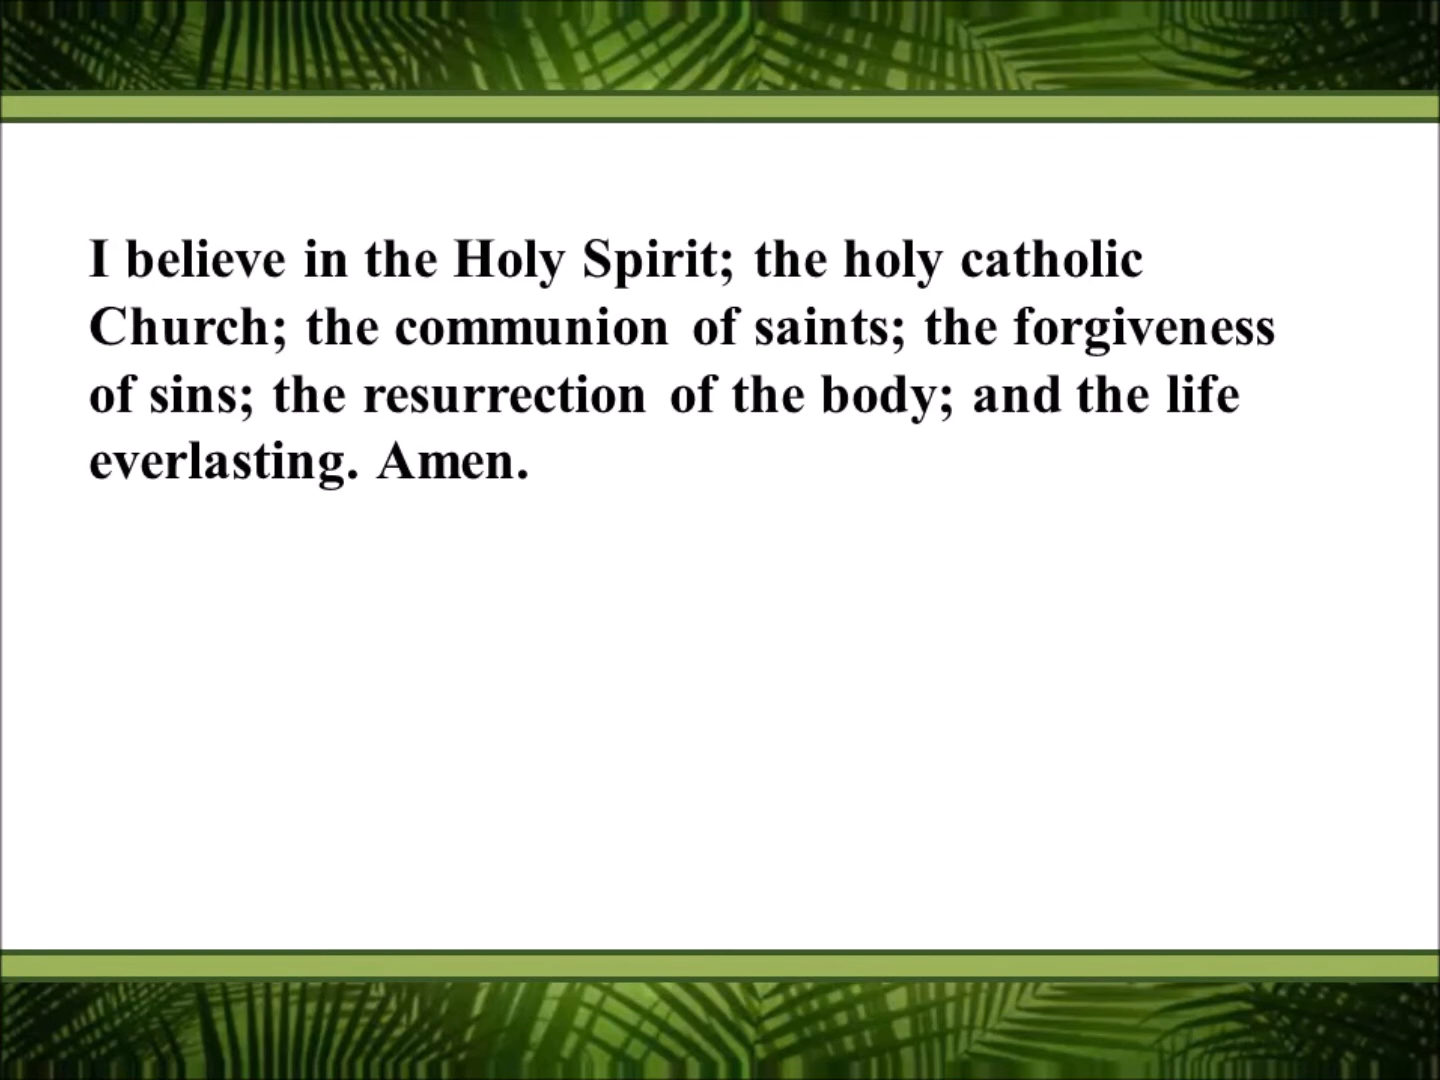 I believe in the Holy Spirit; the holy catholic
Church; the communion of saints; the forgiveness
of sins; the resurrection of the body; and the life
everlasting. Amen.